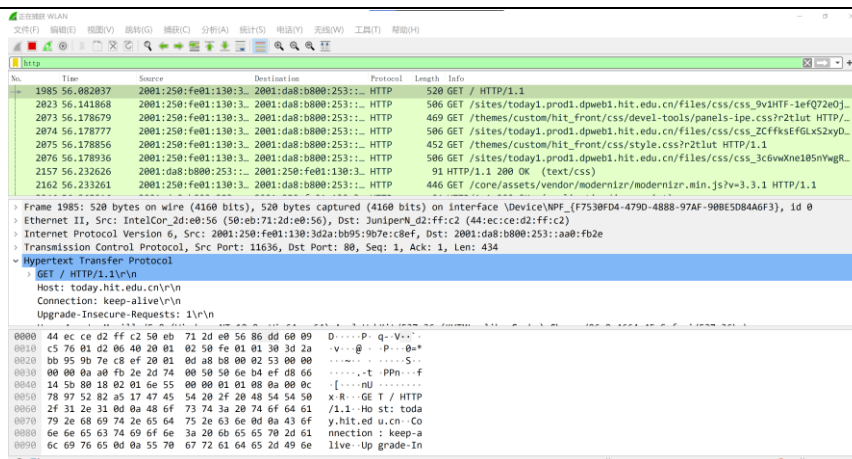 正在捕获 WLAN
文件(F) 编辑(E) 视图(V) 跳转(G) 捕获(C) 分析(A) 统计(S) 电话(Y) 无线(W) 工具(T) 帮助(H)
http
No. Time Source Destination Protocol Length Info
1985 56.082037 2001:250:fe01:130:3… 2001:da8:b800:253::… HTTP 520 GET / HTTP/1.1
2023 56.141868 2001:250:fe01:130:3… 2001:da8:b800:253::… HTTP 506 GET /sites/today1.prod1.dpweb1.hit.edu.cn/files/css/css_9v1HTF-1efQ72eOj…
2073 56.178679 2001:250:fe01:130:3… 2001:da8:b800:253::… HTTP 469 GET /themes/custom/hit_front/css/devel-tools/panels-ipe.css?r2tlut HTTP/…
2074 56.178777 2001:250:fe01:130:3… 2001:da8:b800:253::… HTTP 506 GET /sites/today1.prod1.dpweb1.hit.edu.cn/files/css/css_ZCffksEfGLxS2xyD…
2075 56.178856 2001:250:fe01:130:3… 2001:da8:b800:253::… HTTP 452 GET /themes/custom/hit_front/css/style.css?r2tlut HTTP/1.1
2076 56.178936 2001:250:fe01:130:3… 2001:da8:b800:253::… HTTP 506 GET /sites/today1.prod1.dpweb1.hit.edu.cn/files/css/css_3c6vwXne105nYwgR…
2157 56.232626 2001:da8:b800:253::… 2001:250:fe01:130:3… HTTP 91 HTTP/1.1 200 OK (text/css)
2162 56.233261 2001:250:fe01:130:3… 2001:da8:b800:253::… HTTP 446 GET /core/assets/vendor/modernizr/modernizr.min.js?v=3.3.1 HTTP/1.1
Frame 1985: 520 bytes on wire (4160 bits), 520 bytes captured (4160 bits) on interface \Device\NPF_{F7530FD4-479D-4888-97AF-90BE5D84A6F3}, id 0
Ethernet II, Src: IntelCor_2d:e0:56 (50:eb:71:2d:e0:56), Dst: JuniperN_d2:ff:c2 (44:ec:ce:d2:ff:c2)
Internet Protocol Version 6, Src: 2001:250:fe01:130:3d2a:bb95:9b7e:c8ef, Dst: 2001:da8:b800:253::aa0:fb2e
Transmission Control Protocol, Src Port: 11636, Dst Port: 80, Seq: 1, Ack: 1, Len: 434
Hypertext Transfer Protocol
GET / HTTP/1.1\r\n
Host: today.hit.edu.cn\r\n
Connection: keep-alive\r\n
Upgrade-Insecure-Requests: 1\r\n
0000 44 ec ce d2 ff c2 50 eb 71 2d e0 56 86 dd 60 09 D·····P· q-·V··`·
0010 c5 76 01 d2 06 40 20 01 02 50 fe 01 01 30 3d 2a ·v···@ · ·P···0=*
0020 bb 95 9b 7e c8 ef 20 01 0d a8 b8 00 02 53 00 00 ···~·· · ·····S··
0030 00 00 0a a0 fb 2e 2d 74 00 50 50 6e b4 ef d8 66 ·····.-t ·PPn···f
0040 14 5b 80 18 02 01 6e 55 00 00 01 01 08 0a 00 0c ·[····nU ········
0050 78 97 52 82 a5 17 47 45 54 20 2f 20 48 54 54 50 x·R···GE T / HTTP
0060 2f 31 2e 31 0d 0a 48 6f 73 74 3a 20 74 6f 64 61 /1.1··Ho st: toda
0070 79 2e 68 69 74 2e 65 64 75 2e 63 6e 0d 0a 43 6f y.hit.ed u.cn··Co
0080 6e 6e 65 63 74 69 6f 6e 3a 20 6b 65 65 70 2d 61 nnection : keep-a
0090 6c 69 76 65 0d 0a 55 70 67 72 61 64 65 2d 49 6e live··Up grade-In